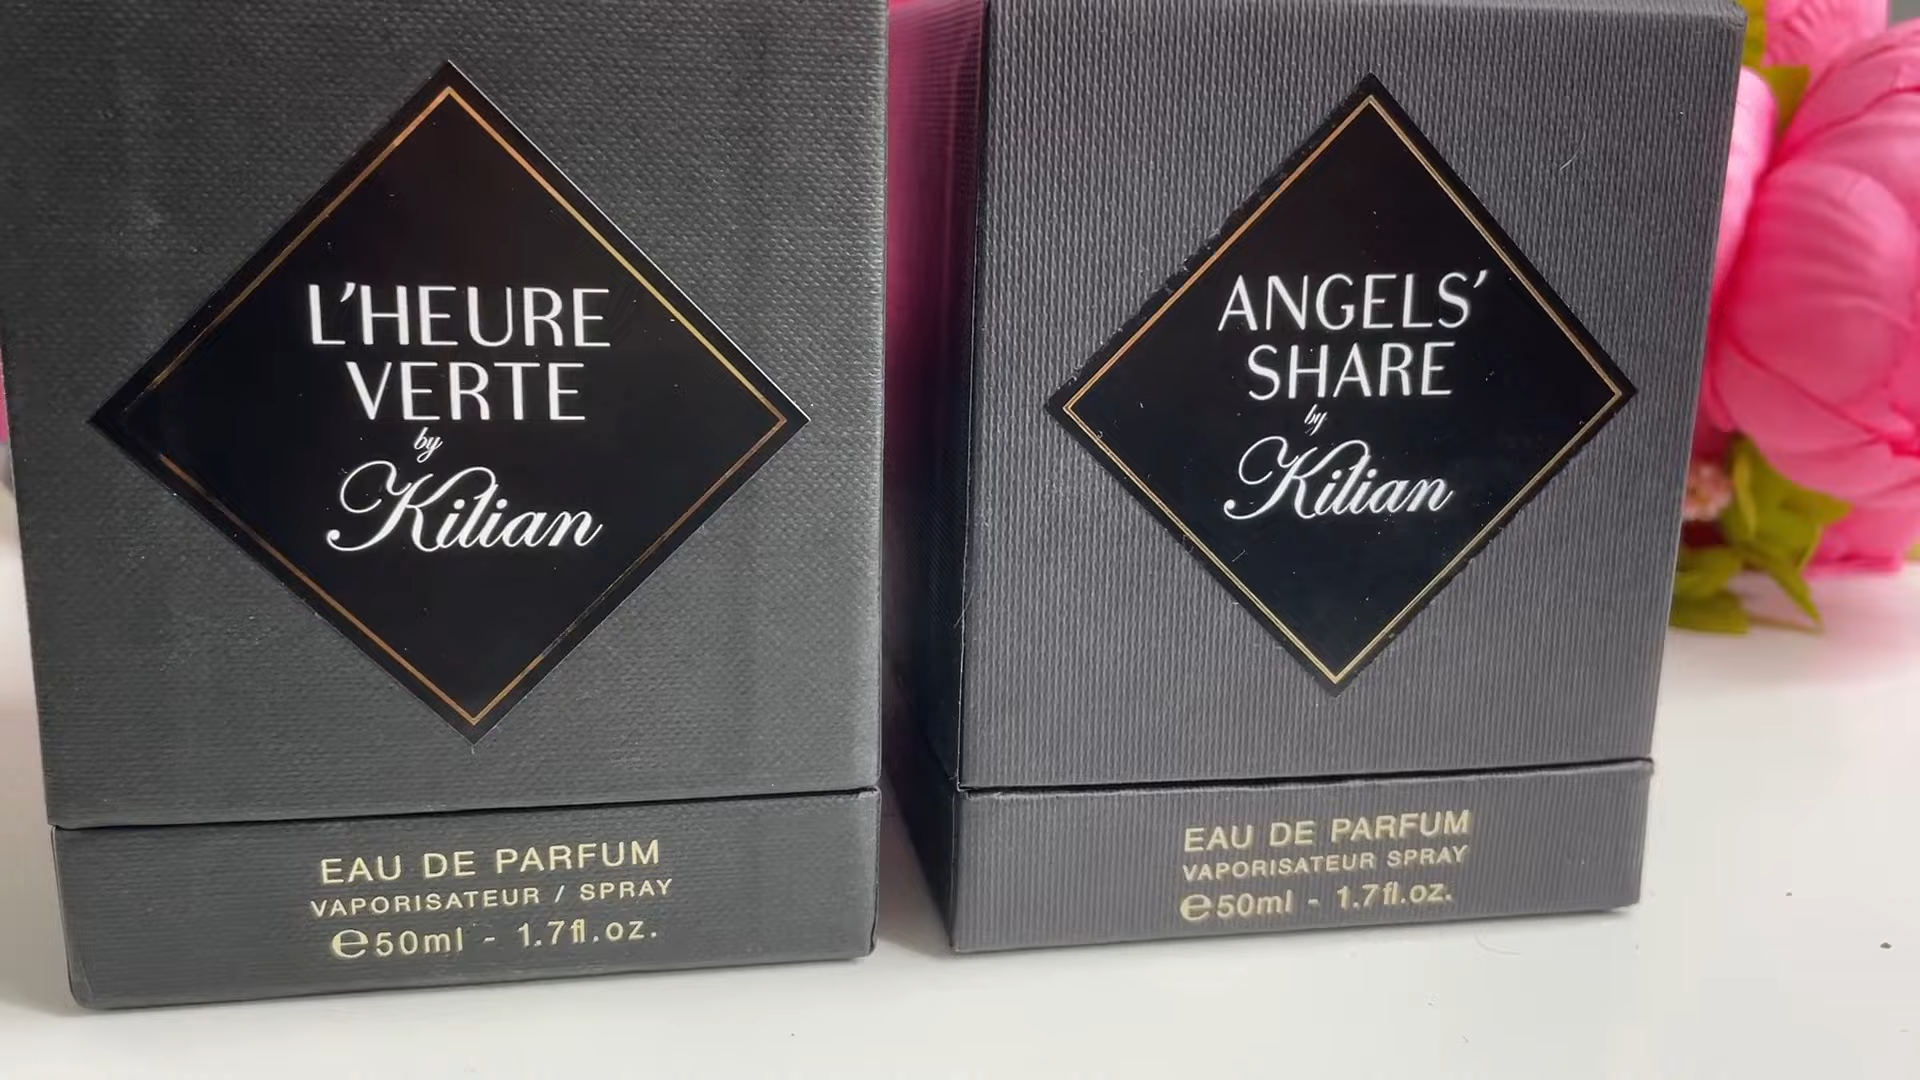 L'HEURE
VERTE
by
Kilian
EAU DE PARFUM
VAPORISATEUR / SPRAY
℮50ml - 1.7fl.oz.
ANGELS'
SHARE
by
Kilian
EAU DE PARFUM
VAPORISATEUR SPRAY
℮50ml - 1.7fl.oz.